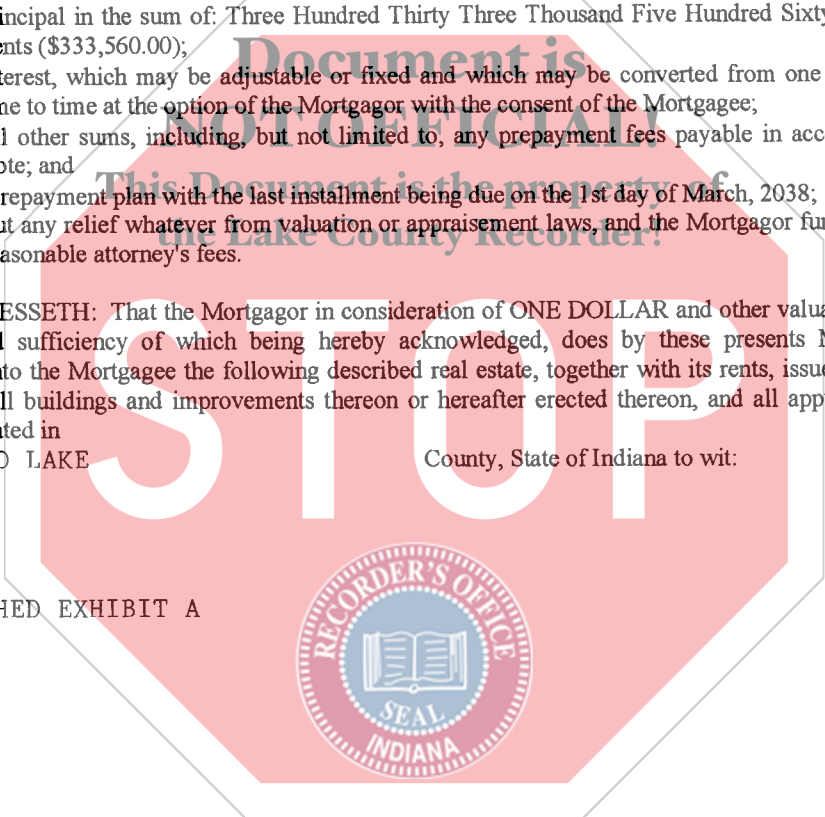 incipal in the sum of: Three Hundred Thirty Three Thousand Five Hundred Sixty
nts ($333,560.00);
terest, which may be adjustable or fixed and which may be converted from one
e to time at the option of the Mortgagor with the consent of the Mortgagee;
l other sums, including, but not limited to, any prepayment fees payable in acc
ote; and
repayment plan with the last installment being due on the 1st day of March, 2038;
ut any relief whatever from valuation or appraisement laws, and the Mortgagor fur
asonable attorney's fees.
Document is
NOT OFFICIAL!
This Document is the property of
the Lake County Recorder!
ESSETH: That the Mortgagor in consideration of ONE DOLLAR and other valua
l sufficiency of which being hereby acknowledged, does by these presents M
to the Mortgagee the following described real estate, together with its rents, issue
ll buildings and improvements thereon or hereafter erected thereon, and all app
ted in
LAKE County, State of Indiana to wit:
STOP
HED EXHIBIT A
RECORDER'S OFFICE
SEAL
INDIANA